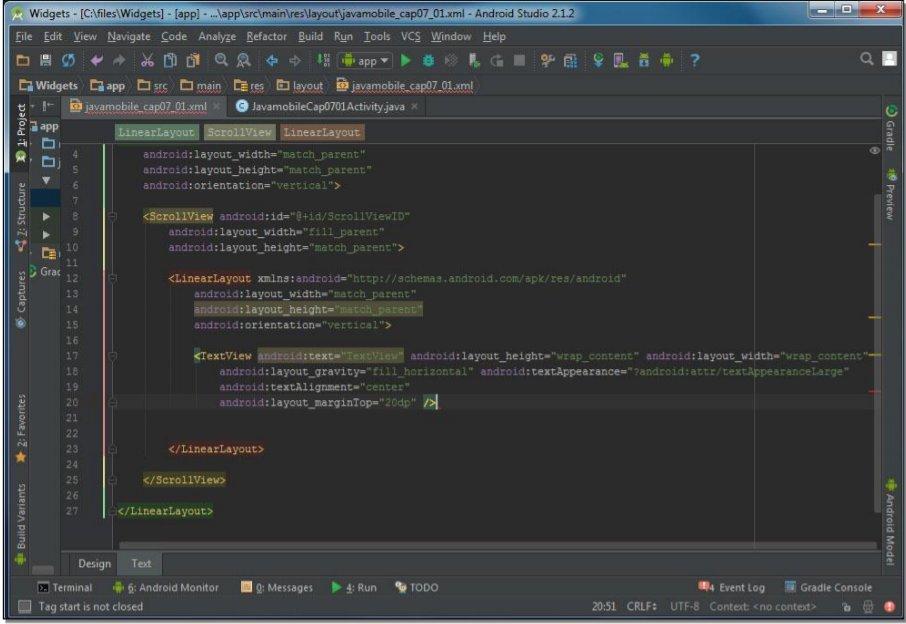 Widgets - [C:\files\Widgets] - [app] - ...\app\src\main\res\layout\javamobile_cap07_01.xml - Android Studio 2.1.2
File Edit View Navigate Code Analyze Refactor Build Run Tools VCS Window Help
app
Widgets app src main res layout javamobile_cap07_01.xml
javamobile_cap07_01.xml JavamobileCap0701Activity.java
1: Project
Z: Structure
Captures
2: Favorites
Build Variants
app
Grac
LinearLayout ScrollView LinearLayout
4 android:layout_width="match_parent"
5 android:layout_height="match_parent"
6 android:orientation="vertical">
7
8 <ScrollView android:id="@+id/ScrollViewID"
9 android:layout_width="fill_parent"
10 android:layout_height="match_parent">
11
12 <LinearLayout xmlns:android="http://schemas.android.com/apk/res/android"
13 android:layout_width="match_parent"
14 android:layout_height="match_parent"
15 android:orientation="vertical">
16
17 <TextView android:text="TextView" android:layout_height="wrap_content" android:layout_width="wrap_content"
18 android:layout_gravity="fill_horizontal" android:textAppearance="?android:attr/textAppearanceLarge"
19 android:textAlignment="center"
20 android:layout_marginTop="20dp" />
21
22
23 </LinearLayout>
24
25 </ScrollView>
26
27 </LinearLayout>
Gradle
Preview
Android Model
Design Text
Terminal 6: Android Monitor 0: Messages 4: Run TODO
4 Event Log Gradle Console
Tag start is not closed
20:51 CRLF UTF-8 Context: <no context>